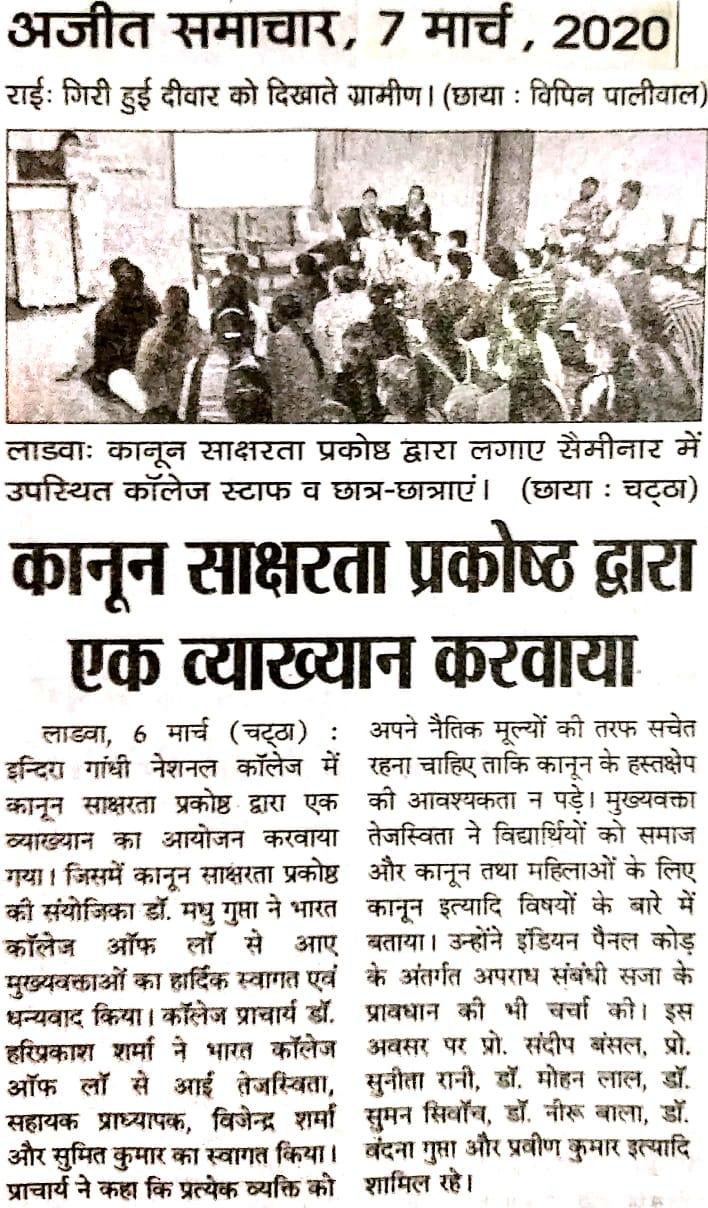 अजीत समाचार, 7 मार्च, 2020
राईः गिरी हुई दीवार को दिखाते ग्रामीण। (छाया : विपिन पालीवाल)
लाडवाः कानून साक्षरता प्रकोष्ठ द्वारा लगाए सैमीनार में
उपस्थित कॉलेज स्टाफ व छात्र-छात्राएं। (छाया : चट्ठा)
कानून साक्षरता प्रकोष्ठ द्वारा
एक व्याख्यान करवाया
लाडवा, 6 मार्च (चट्ठा) :
इन्दिरा गांधी नेशनल कॉलेज में
कानून साक्षरता प्रकोष्ठ द्वारा एक
व्याख्यान का आयोजन करवाया
गया। जिसमें कानून साक्षरता प्रकोष्ठ
की संयोजिका डॉ. मधु गुप्ता ने भारत
कॉलेज ऑफ लॉ से आए
मुख्यवक्ताओं का हार्दिक स्वागत एवं
धन्यवाद किया। कॉलेज प्राचार्य डॉ.
हरिप्रकाश शर्मा ने भारत कॉलेज
ऑफ लॉ से आई तेजस्विता,
सहायक प्राध्यापक, विजेन्द्र शर्मा
और सुमित कुमार का स्वागत किया।
प्राचार्य ने कहा कि प्रत्येक व्यक्ति को
अपने नैतिक मूल्यों की तरफ सचेत
रहना चाहिए ताकि कानून के हस्तक्षेप
की आवश्यकता न पड़े। मुख्यवक्ता
तेजस्विता ने विद्यार्थियों को समाज
और कानून तथा महिलाओं के लिए
कानून इत्यादि विषयों के बारे में
बताया। उन्होंने इंडियन पैनल कोड़
के अंतर्गत अपराध संबंधी सजा के
प्रावधान की भी चर्चा की। इस
अवसर पर प्रो. संदीप बंसल, प्रो.
सुनीता रानी, डॉ. मोहन लाल, डॉ.
सुमन सिवॉच, डॉ. नीरू बाला, डॉ.
वंदना गुप्ता और प्रवीण कुमार इत्यादि
शामिल रहे।